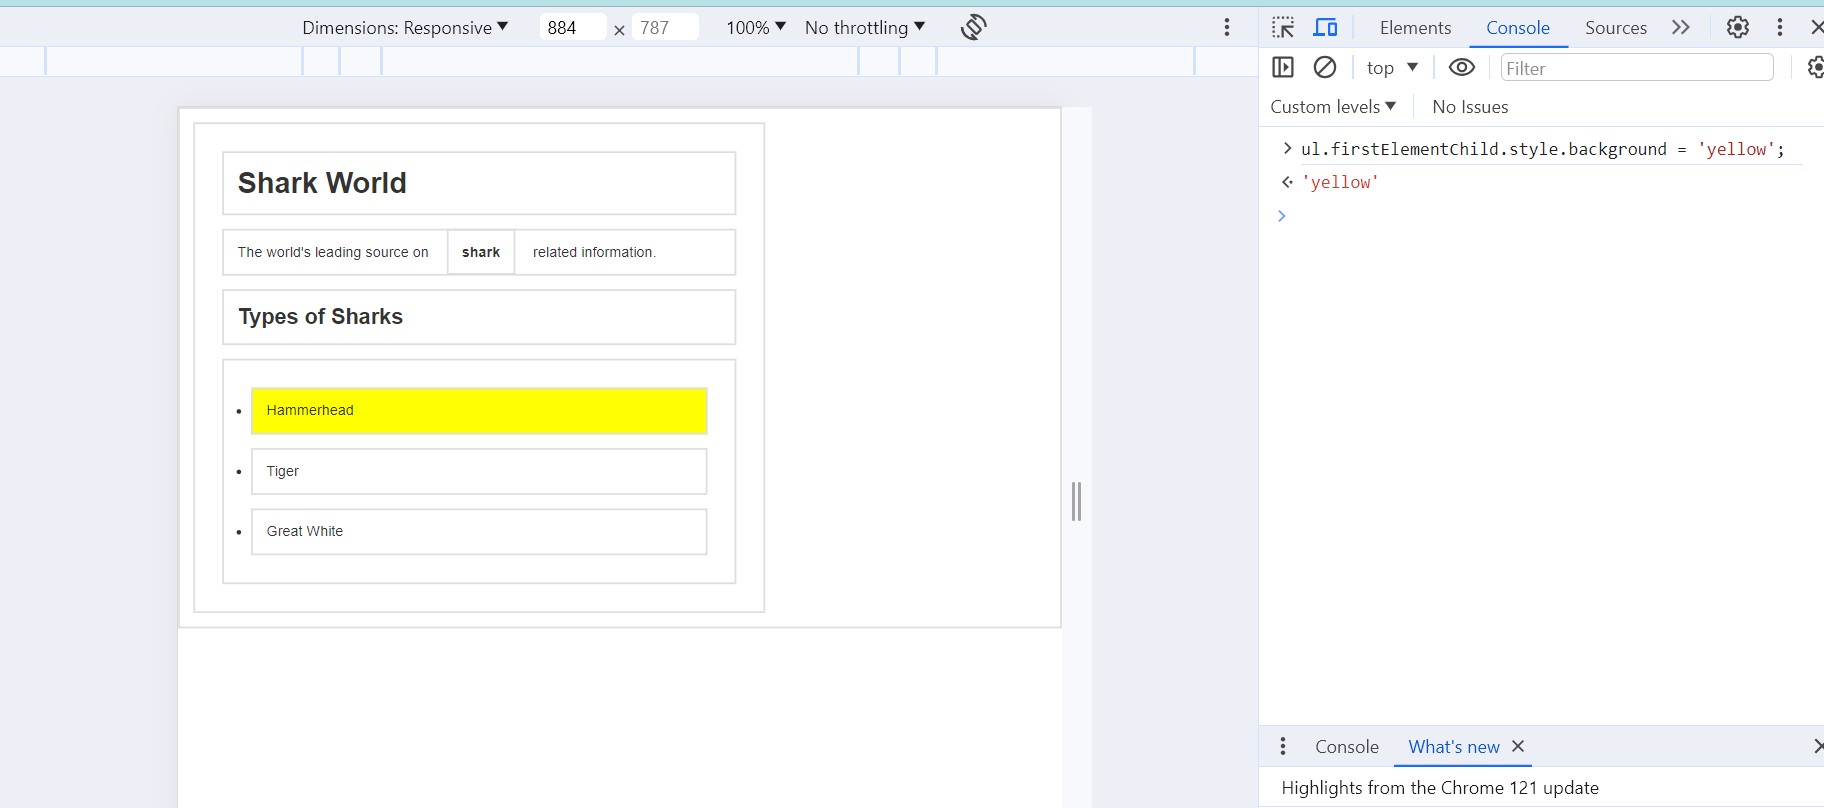 Dimensions: Responsive 884 × 787 100% No throttling
Elements Console Sources
top Filter
Custom levels No Issues
Shark World
The world's leading source on shark related information.
Types of Sharks
Hammerhead
Tiger
Great White
ul.firstElementChild.style.background = 'yellow';
'yellow'
Console What's new
Highlights from the Chrome 121 update